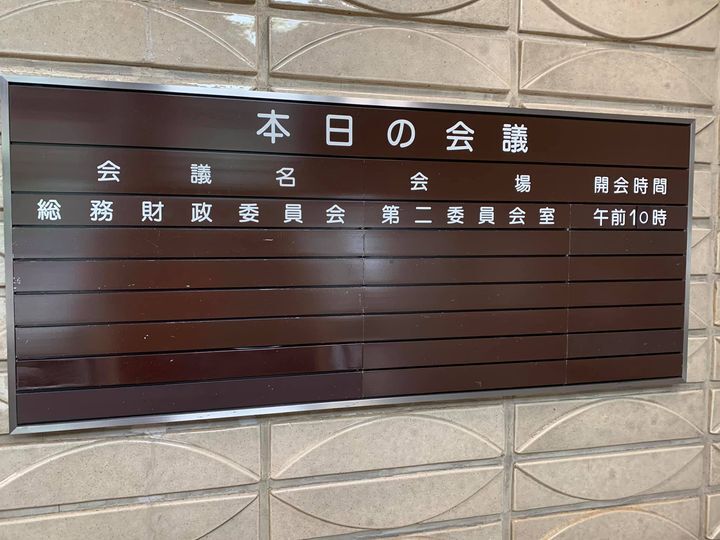 本日の会議
会議名 会場 開会時間
総務財政委員会 第二委員会室 午前10時